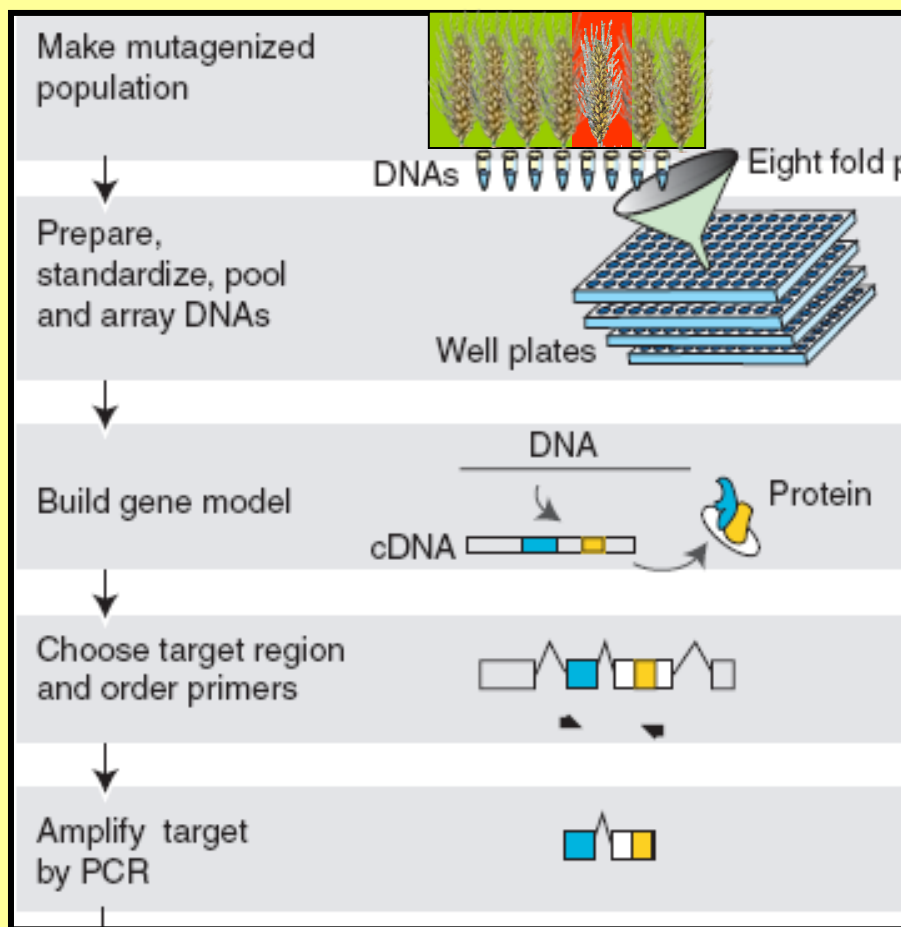 Make mutagenized
population
DNAs
Eight fold p
Prepare,
standardize, pool
and array DNAs
Well plates
Build gene model
DNA
cDNA
Protein
Choose target region
and order primers
Amplify target
by PCR